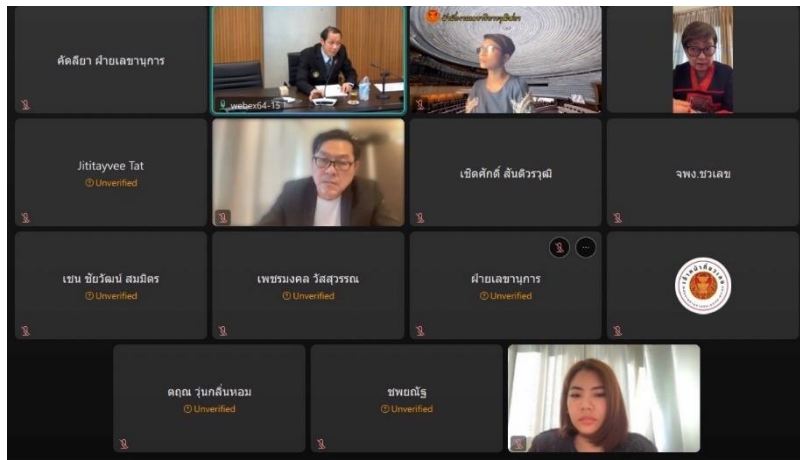 คัตลียา ฝ่ายเลขานุการ
webex64-15
Jititayvee Tat
Unverified
เชิดศักดิ์ สันติวรวุฒิ
จพง.ชวเลข
เชน ชัยวัฒน์ สมมิตร
Unverified
เพชรมงคล วัสสุวรรณ
Unverified
ฝ่ายเลขานุการ
Unverified
ตฤณ วุ่นกลิ่นหอม
Unverified
ชพยณัฐ
Unverified